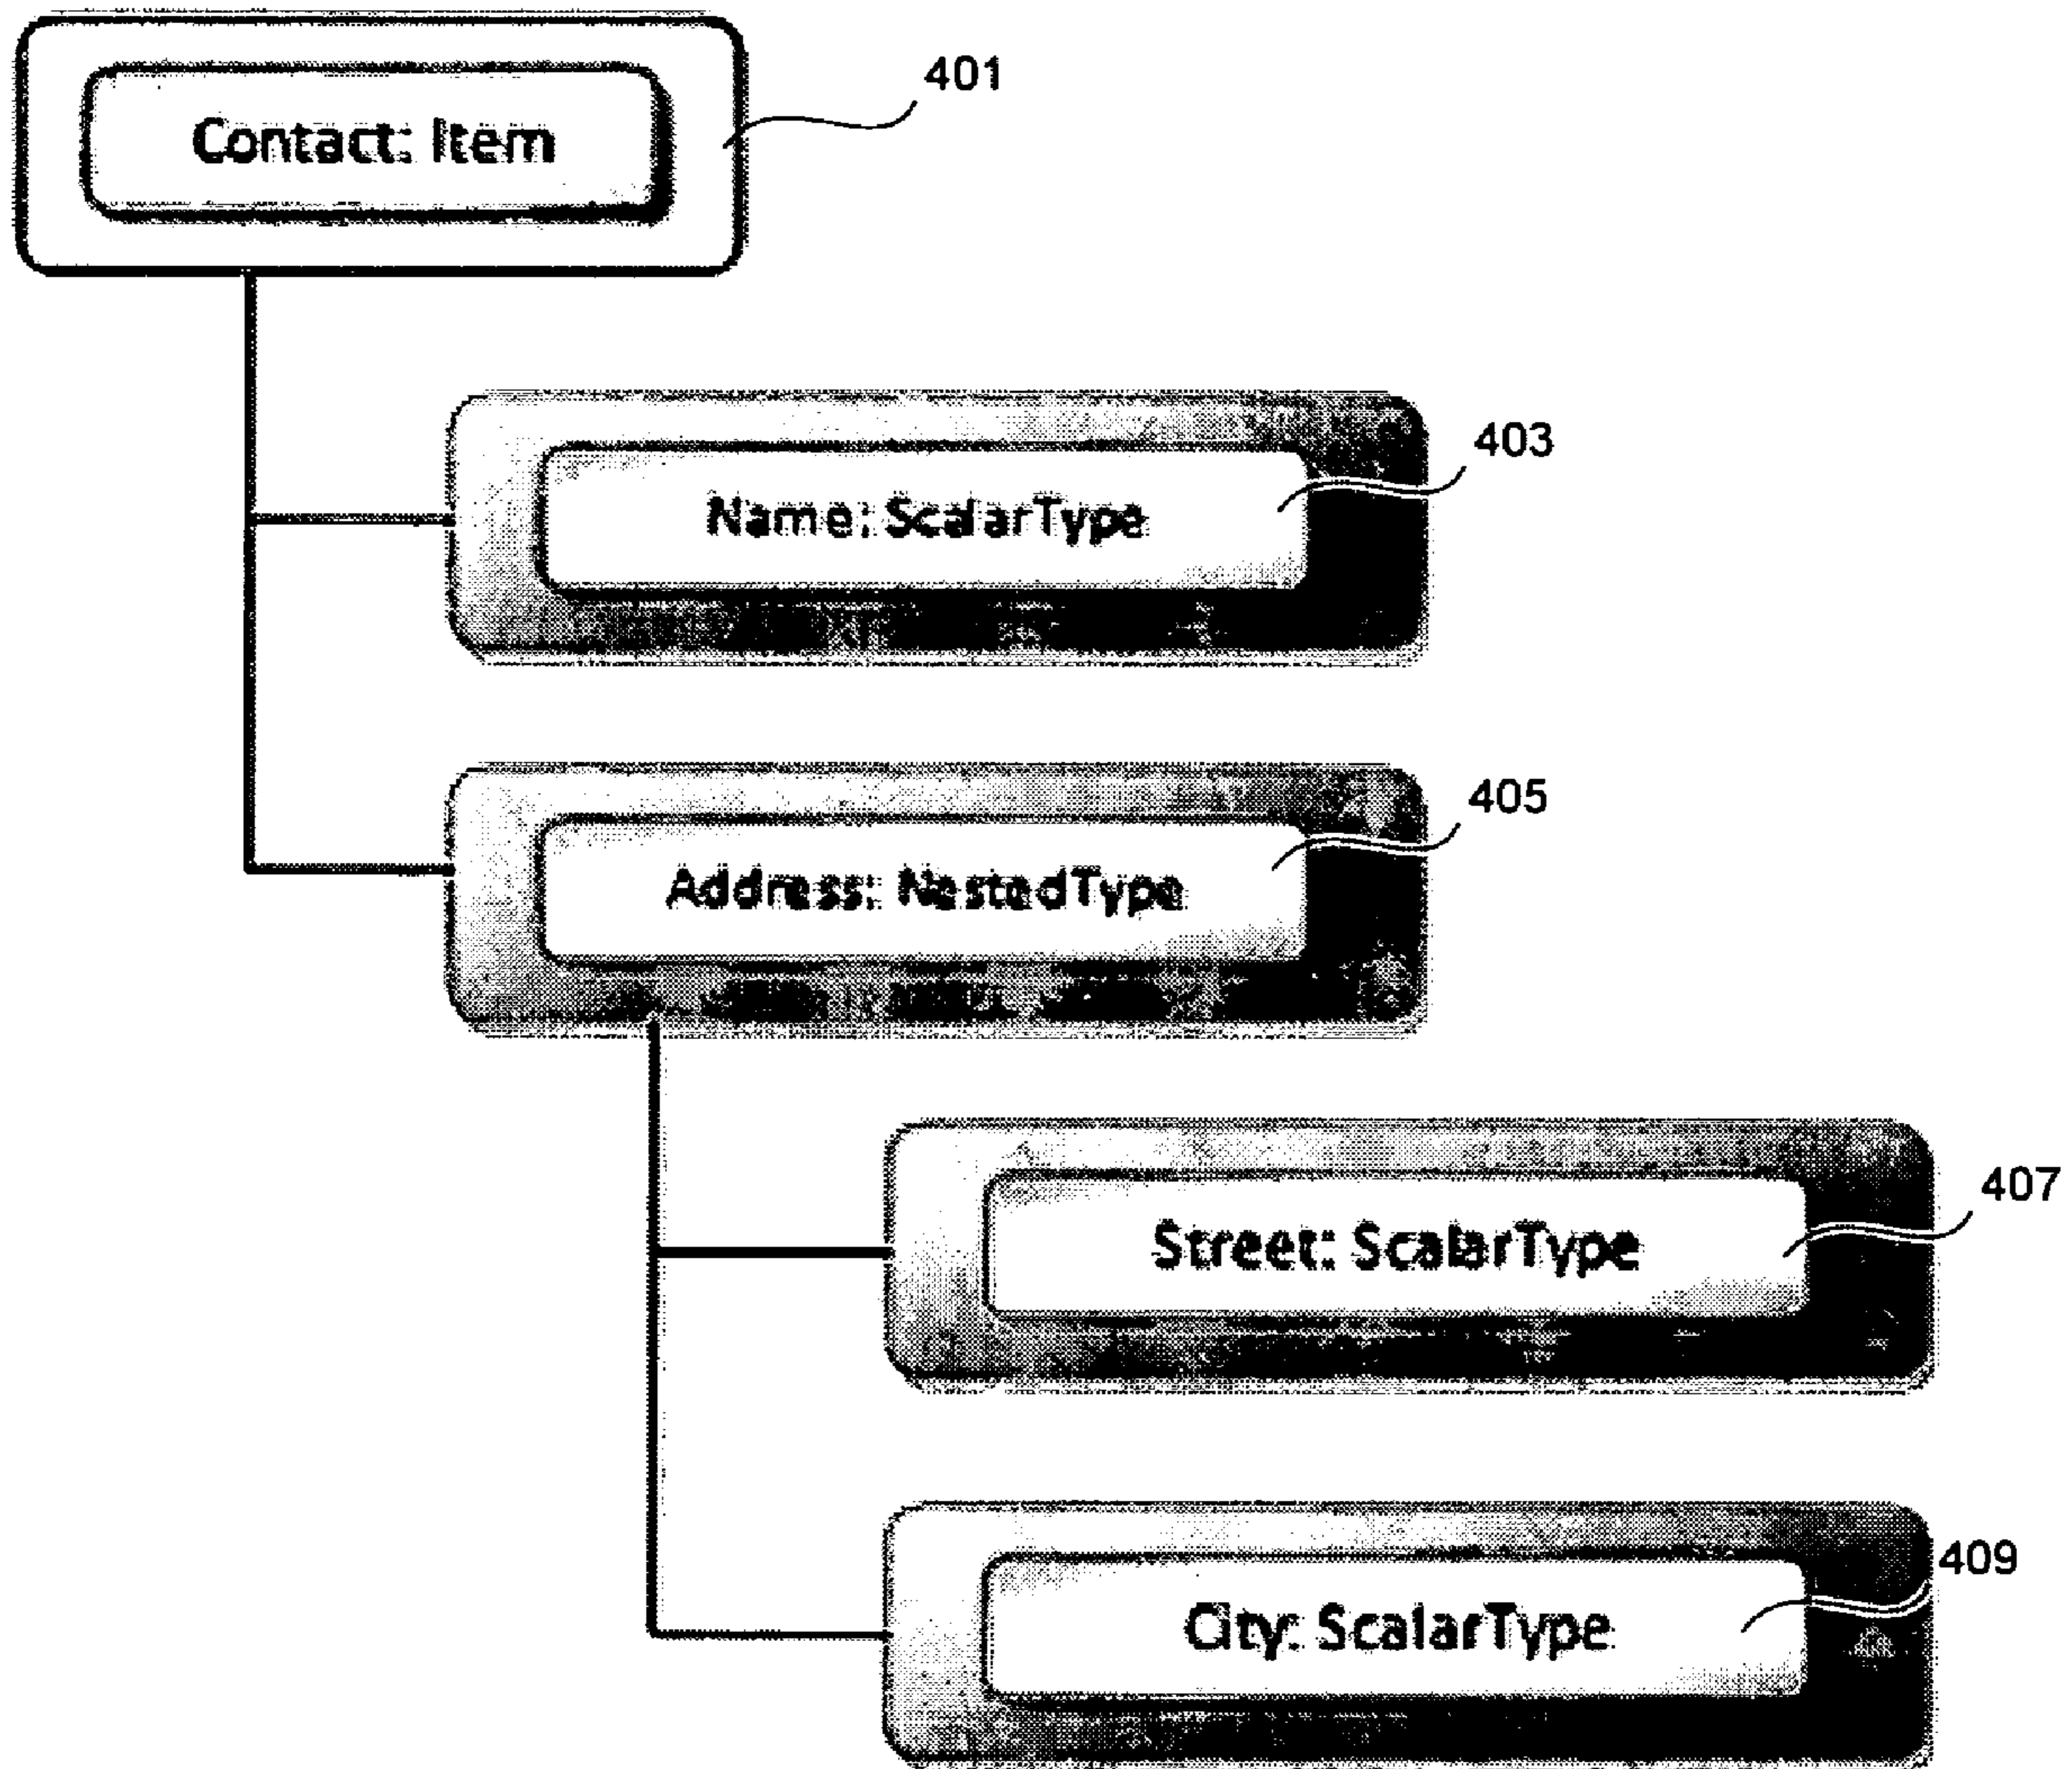 Contact: Item
401
Name: ScalarType
403
Address: NestedType
405
Street: ScalarType
407
City: ScalarType
409